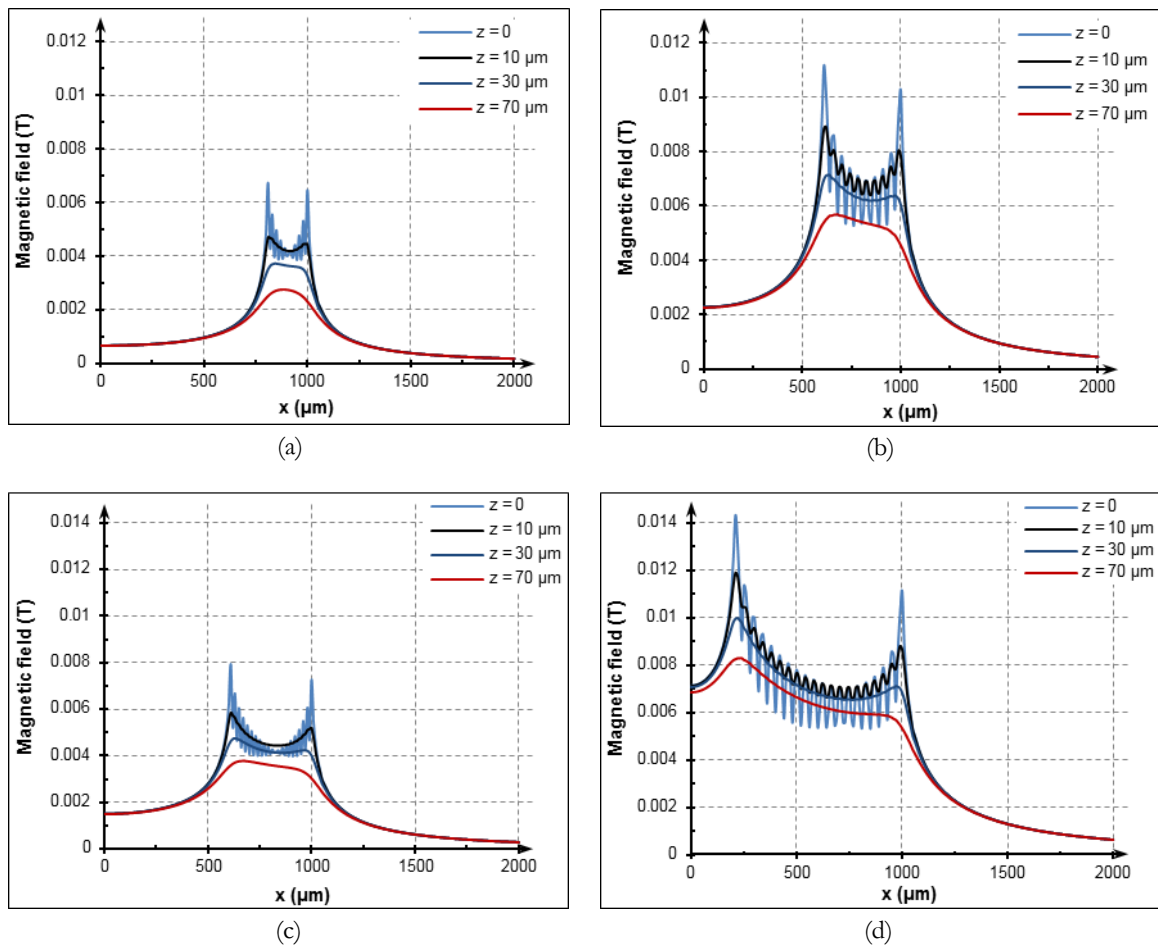 0.012
0.01
0.008
0.006
0.004
0.002
0
Magnetic field (T)
z = 0
z = 10 µm
z = 30 µm
z = 70 µm
0 500 1000 1500 2000
x (µm)
(a)
0.012
0.01
0.008
0.006
0.004
0.002
0
Magnetic field (T)
z = 0
z = 10 µm
z = 30 µm
z = 70 µm
0 500 1000 1500 2000
x (µm)
(b)
0.014
0.012
0.01
0.008
0.006
0.004
0.002
0
Magnetic field (T)
z = 0
z = 10 µm
z = 30 µm
z = 70 µm
0 500 1000 1500 2000
x (µm)
(c)
0.014
0.012
0.01
0.008
0.006
0.004
0.002
0
Magnetic field (T)
z = 0
z = 10 µm
z = 30 µm
z = 70 µm
0 500 1000 1500 2000
x (µm)
(d)